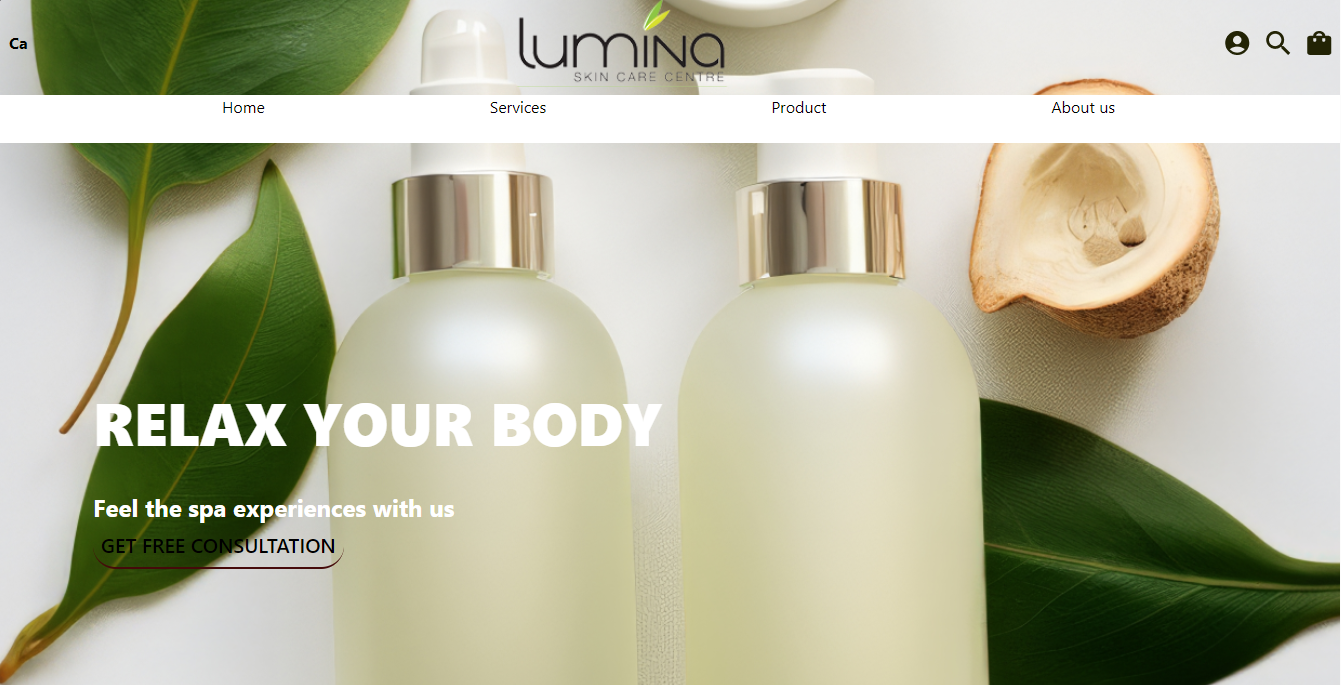 Ca
lumina
SKIN CARE CENTRE
Home Services Product About us
RELAX YOUR BODY
Feel the spa experiences with us
GET FREE CONSULTATION